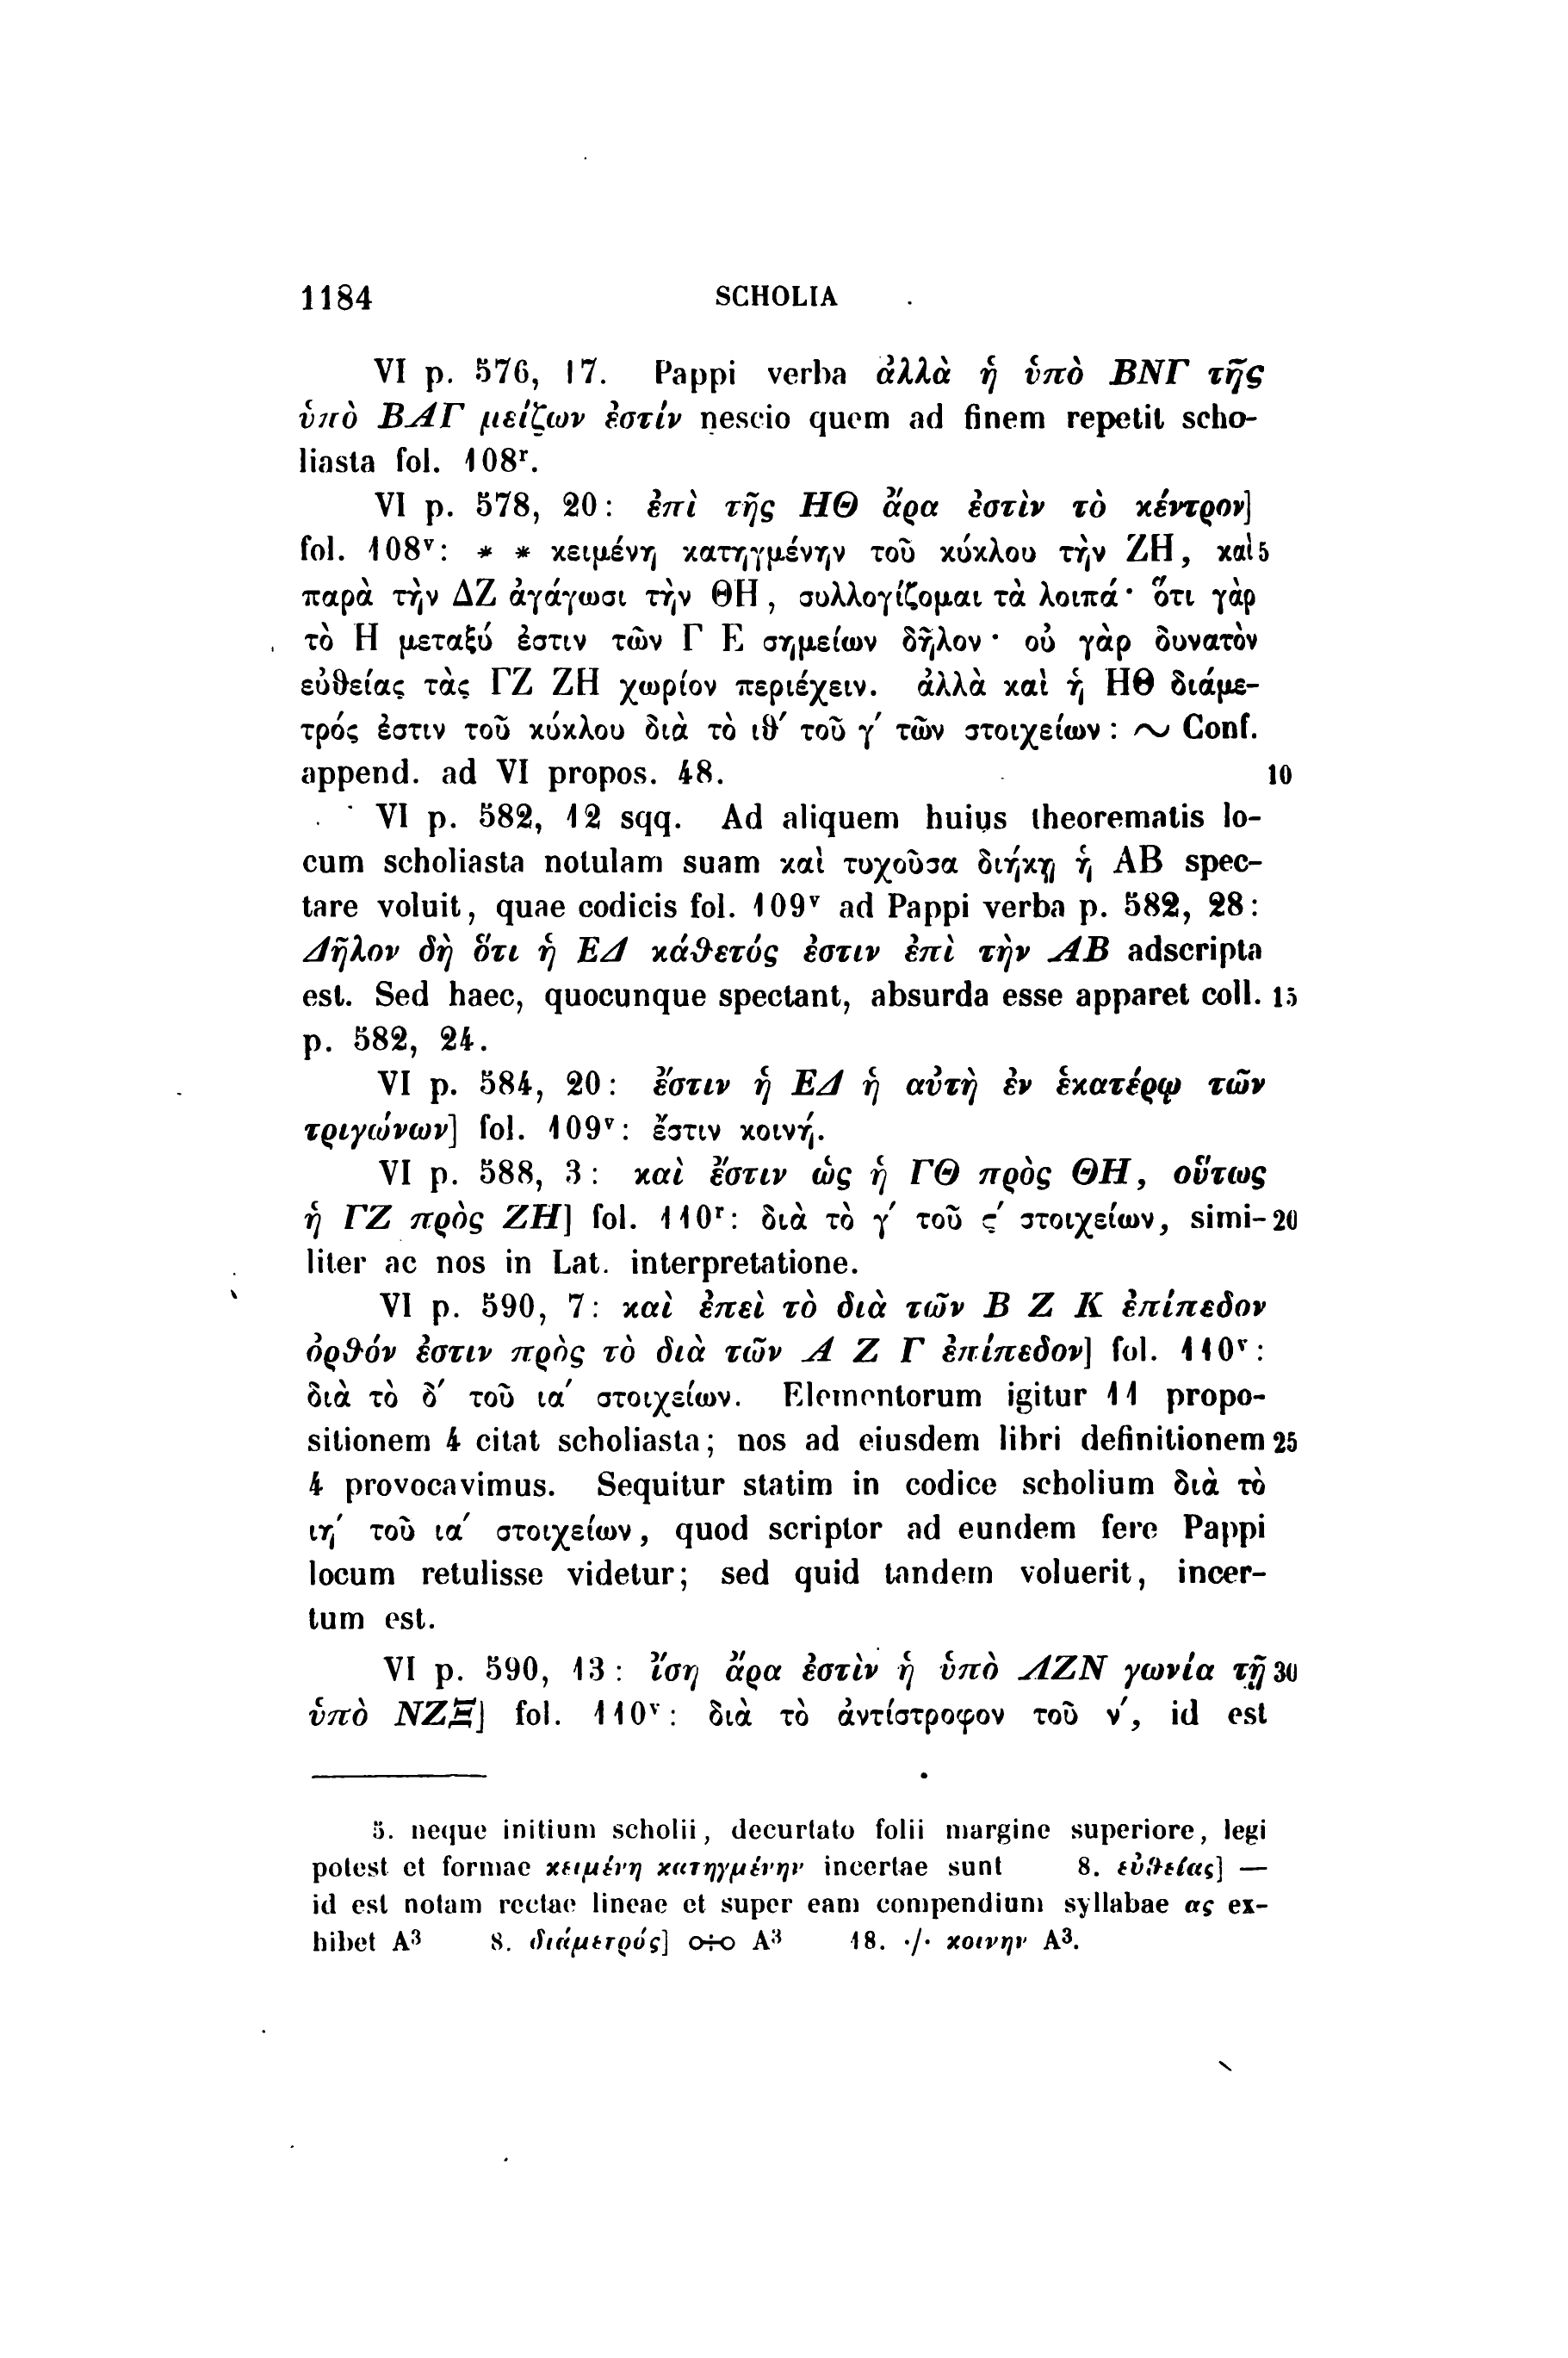 1184 SCHOLIA
VI p. 576, 17. Pappi verba ἀλλὰ ἡ ὑπὸ ΒΝΓ τῆς
ὑπὸ ΒΑΓ μείζων ἐστίν nescio quem ad finem repetit scho-
liasta fol. 108ʳ.
VI p. 578, 20: ἐπὶ τῆς ΗΘ ἄρα ἐστὶν τὸ κέντρον]
fol. 108ᵛ: * * κειμένῃ κατηγμένην τοῦ κύκλου τὴν ΖΗ, καὶ 5
παρὰ τὴν ΔΖ ἀγάγωσι τὴν ΘΗ, συλλογίζομαι τὰ λοιπά· ὅτι γὰρ
τὸ Η μεταξύ ἐστιν τῶν Γ Ε σημείων δῆλον· οὐ γὰρ δυνατὸν
εὐθείας τὰς ΓΖ ΖΗ χωρίον περιέχειν. ἀλλὰ καὶ ἡ ΗΘ διάμε-
τρός ἐστιν τοῦ κύκλου διὰ τὸ ιθ′ τοῦ γ′ τῶν στοιχείων : ~ Conf.
append. ad VI propos. 48. 10
VI p. 582, 12 sqq. Ad aliquem huius theorematis lo-
cum scholiasta notulam suam καὶ τυχοῦσα διήκῃ ἡ ΑΒ spec-
tare voluit, quae codicis fol. 109ᵛ ad Pappi verba p. 582, 28:
Δῆλον δὴ ὅτι ἡ ΕΔ κάθετός ἐστιν ἐπὶ τὴν ΑΒ adscripta
est. Sed haec, quocunque spectant, absurda esse apparet coll. 15
p. 582, 24.
VI p. 584, 20: ἔστιν ἡ ΕΔ ἡ αὐτὴ ἐν ἑκατέρῳ τῶν
τριγώνων] fol. 109ᵛ: ἔστιν κοινή.
VI p. 588, 3: καὶ ἔστιν ὡς ἡ ΓΘ πρὸς ΘΗ, οὕτως
ἡ ΓΖ πρὸς ΖΗ] fol. 110ʳ: διὰ τὸ γ′ τοῦ ϛ′ στοιχείων, simi- 20
liter ac nos in Lat. interpretatione.
VI p. 590, 7: καὶ ἐπεὶ τὸ διὰ τῶν Β Ζ Κ ἐπίπεδον
ὀρθόν ἐστιν πρὸς τὸ διὰ τῶν Α Ζ Γ ἐπίπεδον] fol. 110ᵛ:
διὰ τὸ δ′ τοῦ ια′ στοιχείων. Elementorum igitur 11 propo-
sitionem 4 citat scholiasta; nos ad eiusdem libri definitionem 25
4 provocavimus. Sequitur statim in codice scholium διὰ τὸ
ιη′ τοῦ ια′ στοιχείων, quod scriptor ad eundem fere Pappi
locum retulisse videtur; sed quid tandem voluerit, incer-
tum est.
VI p. 590, 13: ἴση ἄρα ἐστὶν ἡ ὑπὸ ΛΖΝ γωνία τῇ 30
ὑπὸ ΝΖΞ] fol. 110ᵛ: διὰ τὸ ἀντίστροφον τοῦ ν′, id est
5. neque initium scholii, decurtato folii margine superiore, legi
potest et formae κειμένῃ κατηγμένην incertae sunt 8. εὐθείας] —
id est notam rectae lineae et super eam compendium syllabae ας ex-
hibet A³ 8. διάμετρός] o÷o A³ 18. ·/· κοινην A³.